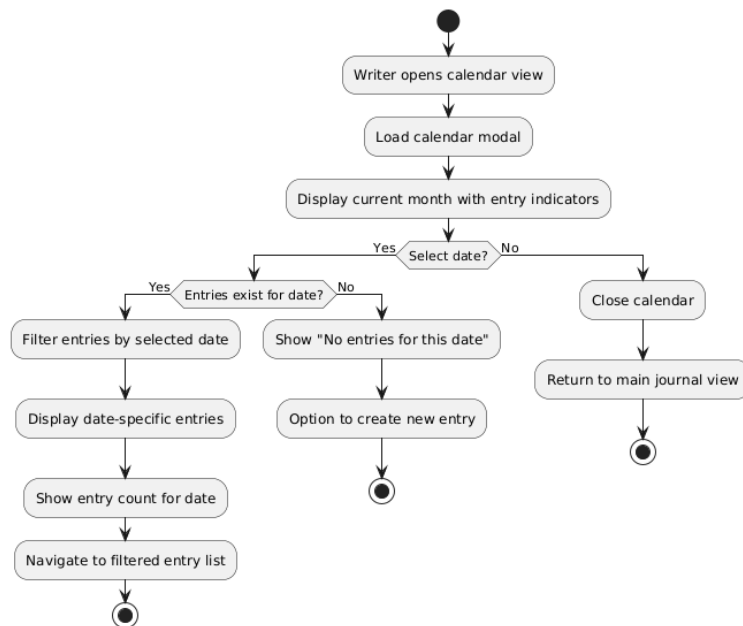 Writer opens calendar view
Load calendar modal
Display current month with entry indicators
Yes
Select date?
No
Yes
Entries exist for date?
No
Filter entries by selected date
Display date-specific entries
Show entry count for date
Navigate to filtered entry list
Show "No entries for this date"
Option to create new entry
Close calendar
Return to main journal view